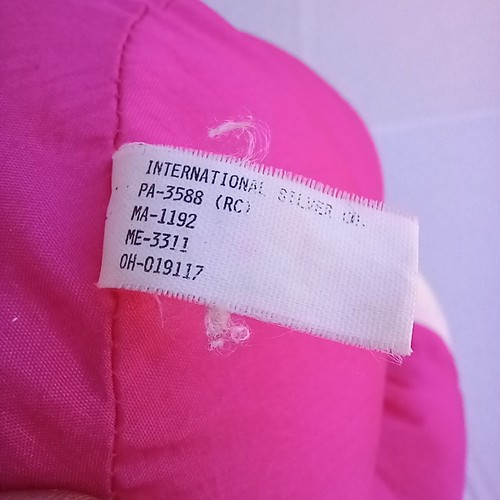 INTERNATIONAL SILVER CO.
PA-3588 (RC)
MA-1192
ME-3311
OH-019117